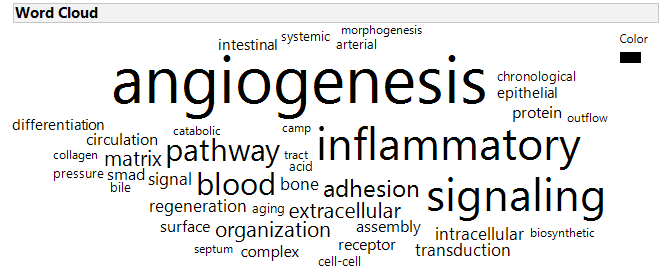 Word Cloud
Color
morphogenesis
systemic
intestinal
arterial
angiogenesis
chronological
epithelial
protein
outflow
differentiation
catabolic
camp
circulation
inflammatory
collagen
matrix
pathway
tract
acid
pressure
smad
signal
blood
bone
adhesion
signaling
bile
regeneration
aging
extracellular
surface
organization
assembly
intracellular
biosynthetic
septum
complex
receptor
transduction
cell-cell